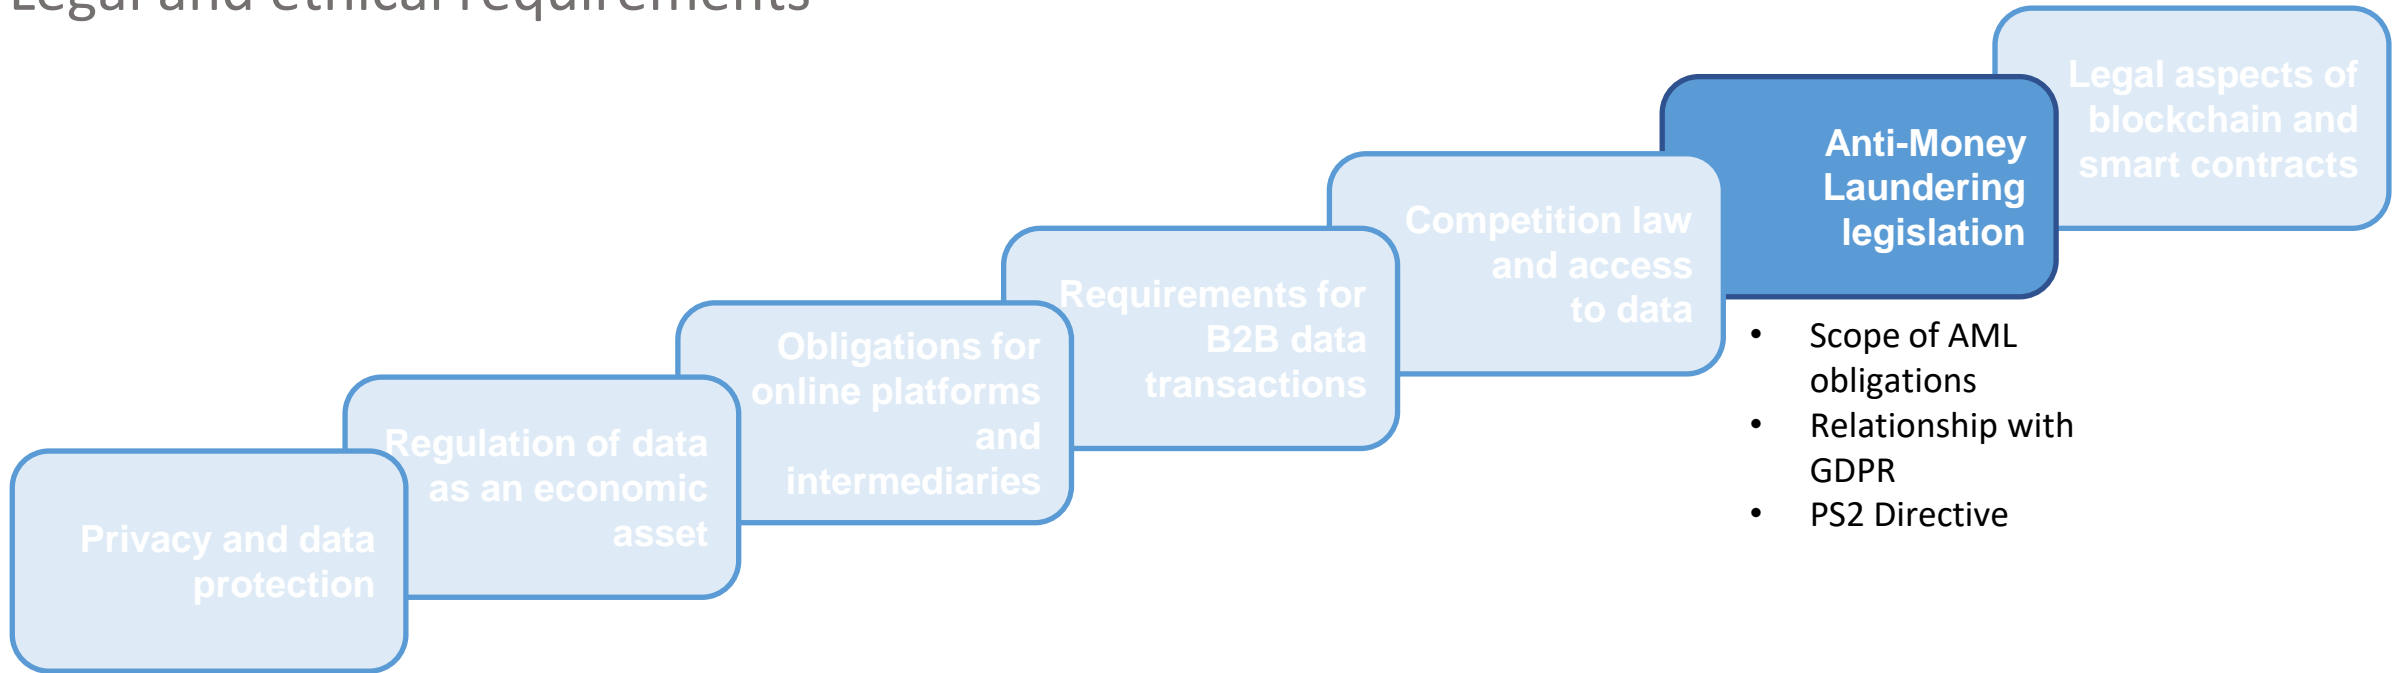 Legal and ethical requirements
Legal aspects of
blockchain and
smart contracts
Anti-Money
Laundering
legislation
Competition law
and access
to data
Requirements for
B2B data
transactions
Obligations for
online platforms
and
intermediaries
Regulation of data
as an economic
asset
Privacy and data
protection
• Scope of AML
obligations
• Relationship with
GDPR
• PS2 Directive